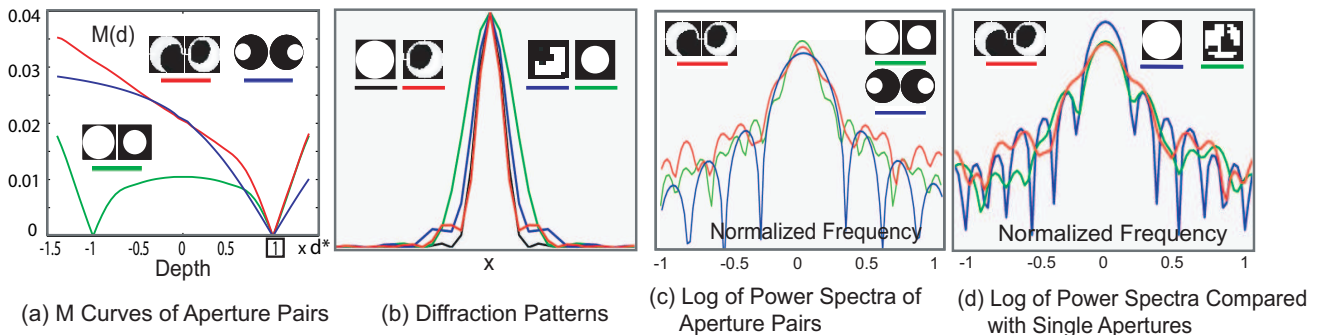 0.04
0.03
0.02
0.01
0
M(d)
-1.5
-1
-0.5
0
0.5
1
x d*
Depth
(a) M Curves of Aperture Pairs
x
(b) Diffraction Patterns
Normalized Frequency
-1
-0.5
0
0.5
1
(c) Log of Power Spectra of
Aperture Pairs
Normalized Frequency
-1
-0.5
0
0.5
1
(d) Log of Power Spectra Compared
with Single Apertures